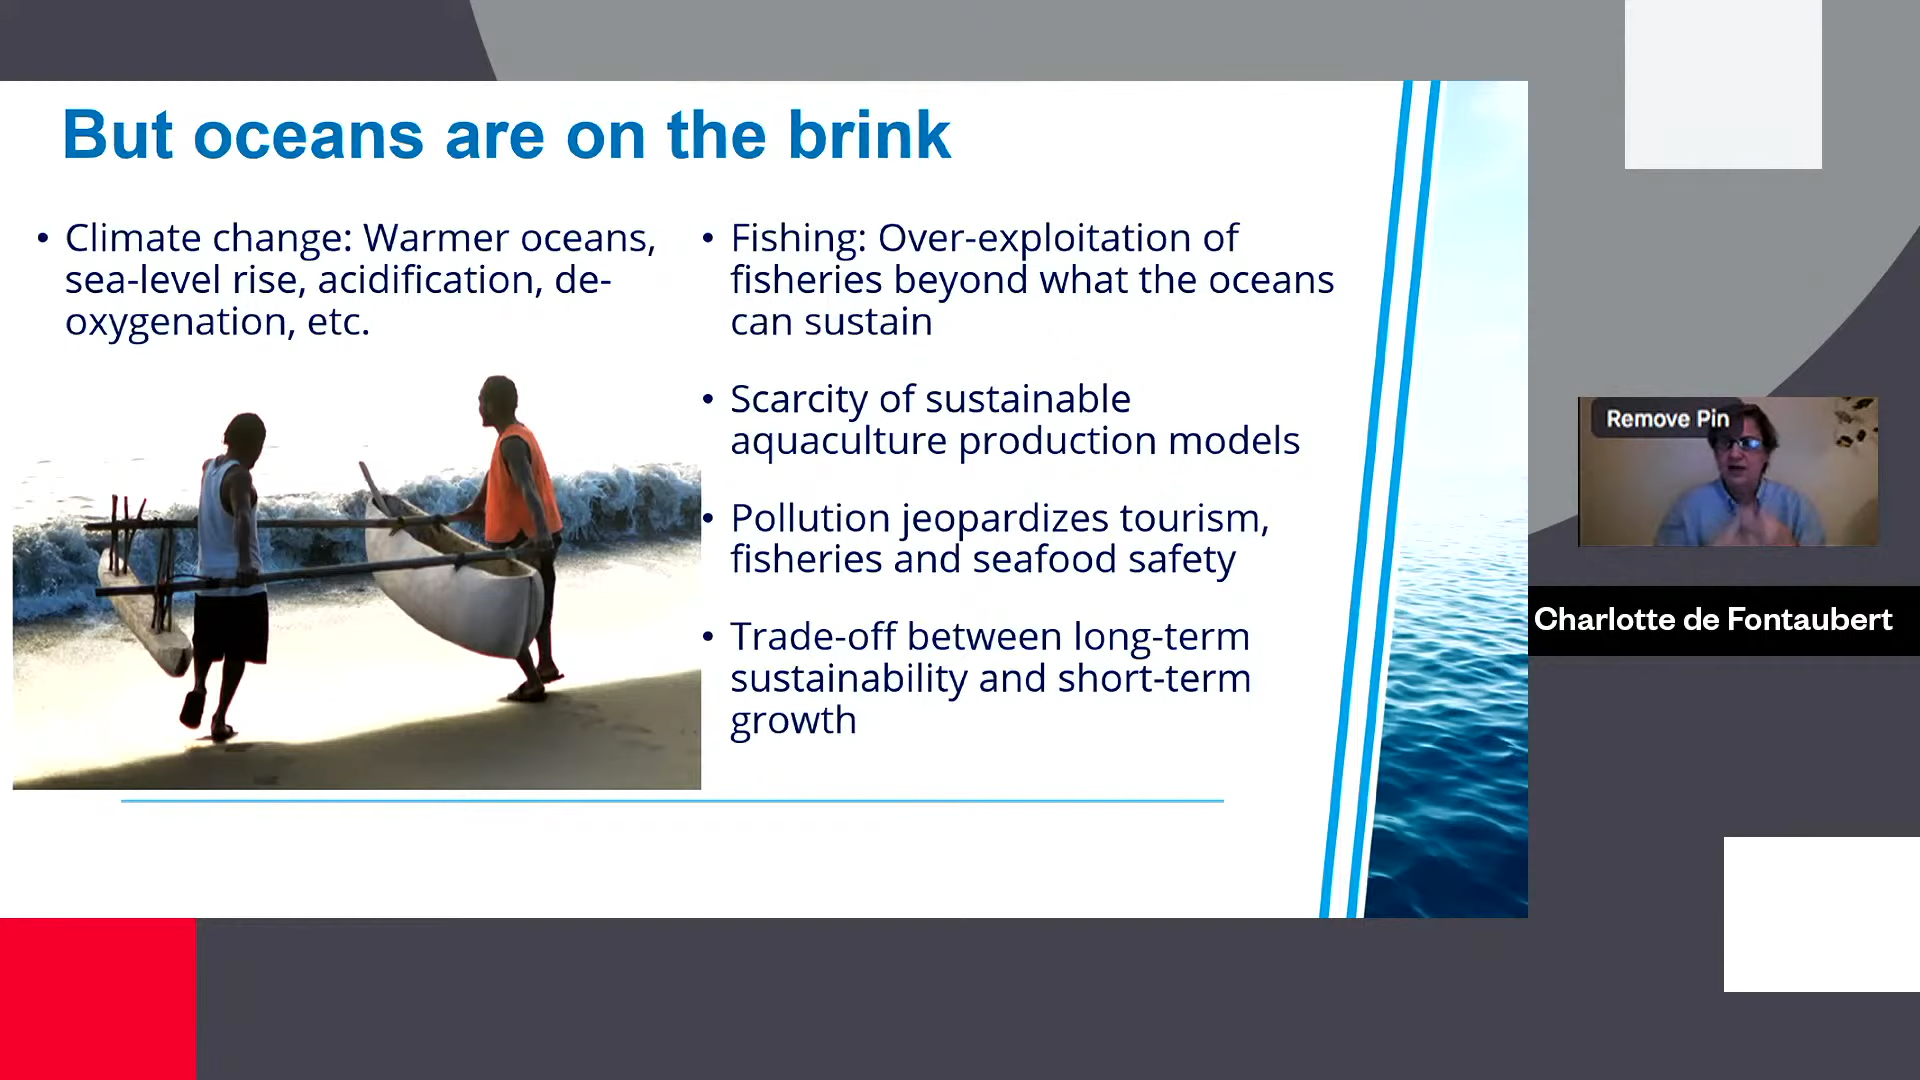 But oceans are on the brink
• Climate change: Warmer oceans,
sea-level rise, acidification, de-
oxygenation, etc.
• Fishing: Over-exploitation of
fisheries beyond what the oceans
can sustain
• Scarcity of sustainable
aquaculture production models
• Pollution jeopardizes tourism,
fisheries and seafood safety
• Trade-off between long-term
sustainability and short-term
growth
Remove Pin
Charlotte de Fontaubert